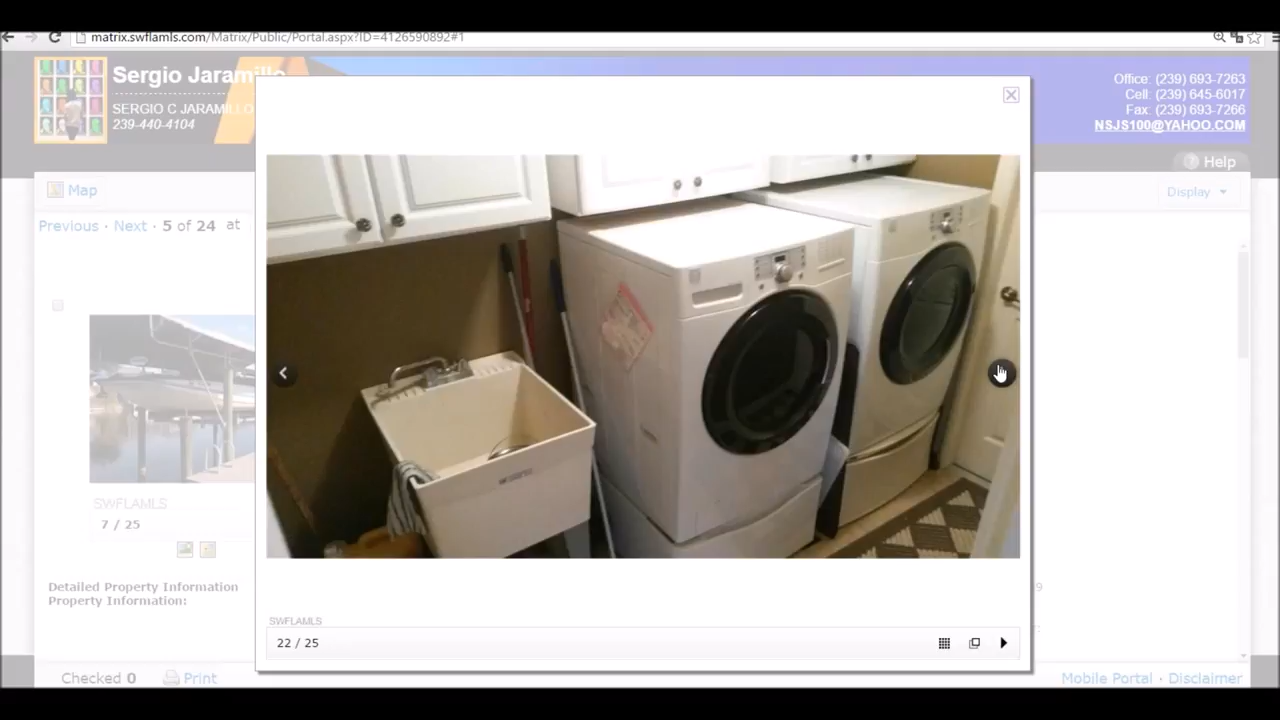 matrix.swflamls.com/Matrix/Public/Portal.aspx?ID=4126590892#1
Sergio Jaramillo
SERGIO C JARAMILLO
239-440-4104
Office: (239) 693-7263
Cell: (239) 645-6017
Fax: (239) 693-7266
NSJS100@YAHOO.COM
? Help
Map
Display
Previous · Next · 5 of 24 at
SWFLAMLS
7 / 25
Detailed Property Information
Property Information:
SWFLAMLS
22 / 25
Checked 0
Print
Mobile Portal · Disclaimer